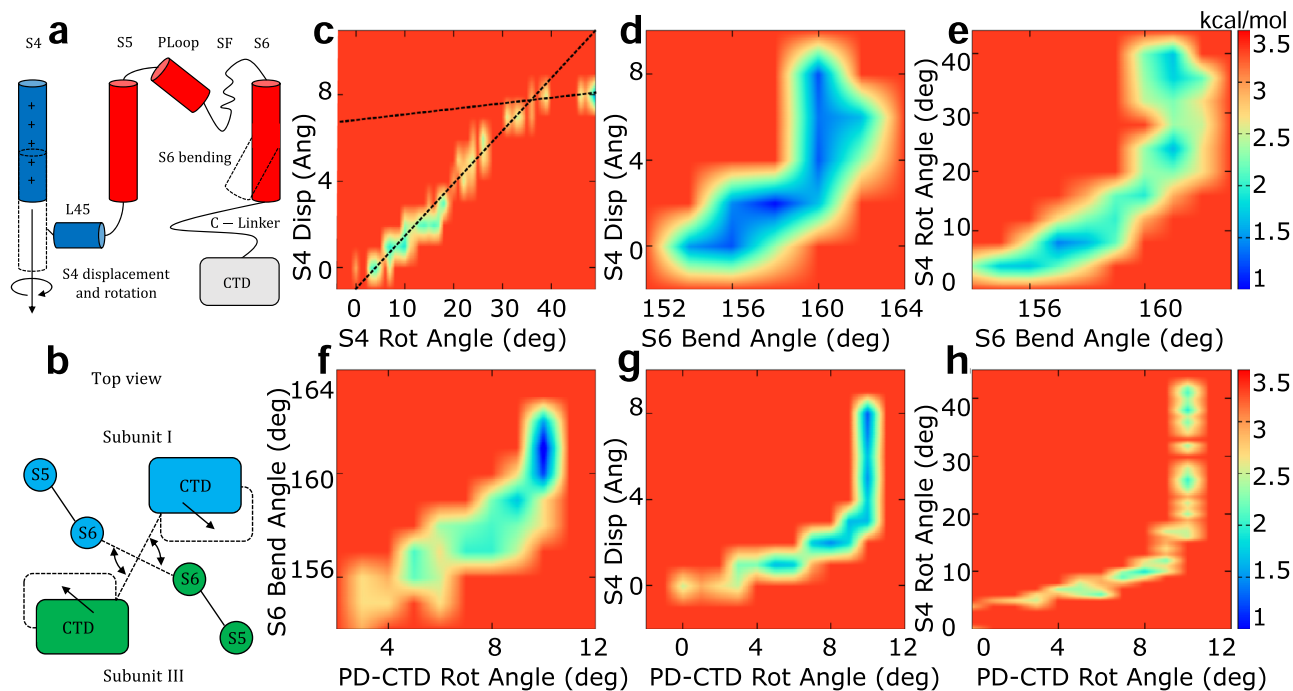 a
S4
S5
PLoop
SF
S6
+
+
+
+
+
S6 bending
L45
C – Linker
S4 displacement
and rotation
CTD
b
Top view
Subunit I
S5
CTD
S6
S6
CTD
S5
Subunit III
c
S4 Disp (Ang)
8
4
0
0 10 20 30 40
S4 Rot Angle (deg)
d
S4 Disp (Ang)
8
4
0
152 156 160 164
S6 Bend Angle (deg)
e
S4 Rot Angle (deg)
40
30
20
10
0
156 160
S6 Bend Angle (deg)
kcal/mol
3.5
3
2.5
2
1.5
1
f
S6 Bend Angle (deg)
164
160
156
4 8 12
PD-CTD Rot Angle (deg)
g
S4 Disp (Ang)
8
4
0
0 4 8 12
PD-CTD Rot Angle (deg)
h
S4 Rot Angle (deg)
40
30
20
10
0
0 4 8 12
PD-CTD Rot Angle (deg)
3.5
3
2.5
2
1.5
1